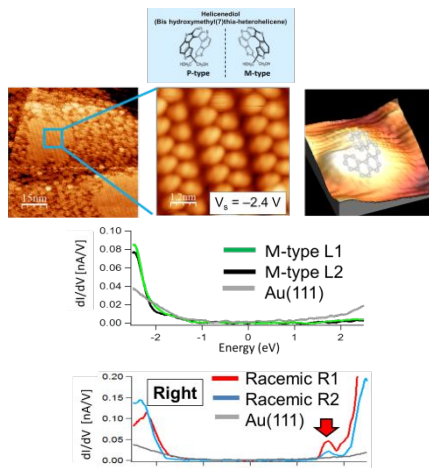 Helicenediol
(Bis hydroxymethyl(7)thia-heterohelicene)
P-type
M-type
15nm
1.2nm
Vs = –2.4 V
dI/dV [nA/V]
0.10
0.08
0.06
0.04
0.02
0.00
M-type L1
M-type L2
Au(111)
-2 -1 0 1 2
Energy (eV)
dI/dV [nA/V]
0.20
0.15
0.10
0.05
0.00
Right
Racemic R1
Racemic R2
Au(111)